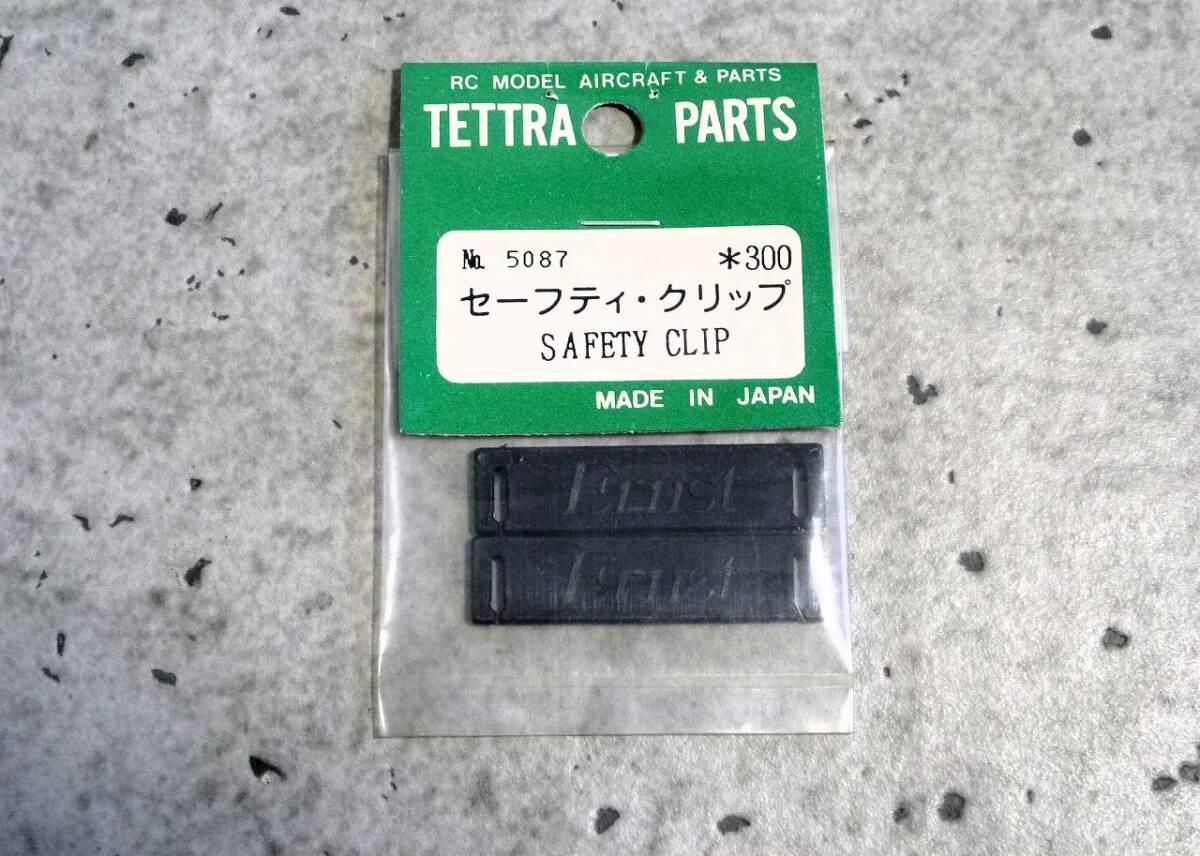 RC MODEL AIRCRAFT & PARTS
TETTRA PARTS
№ 5087 *300
セーフティ・クリップ
SAFETY CLIP
MADE IN JAPAN
Ernst
Ernst